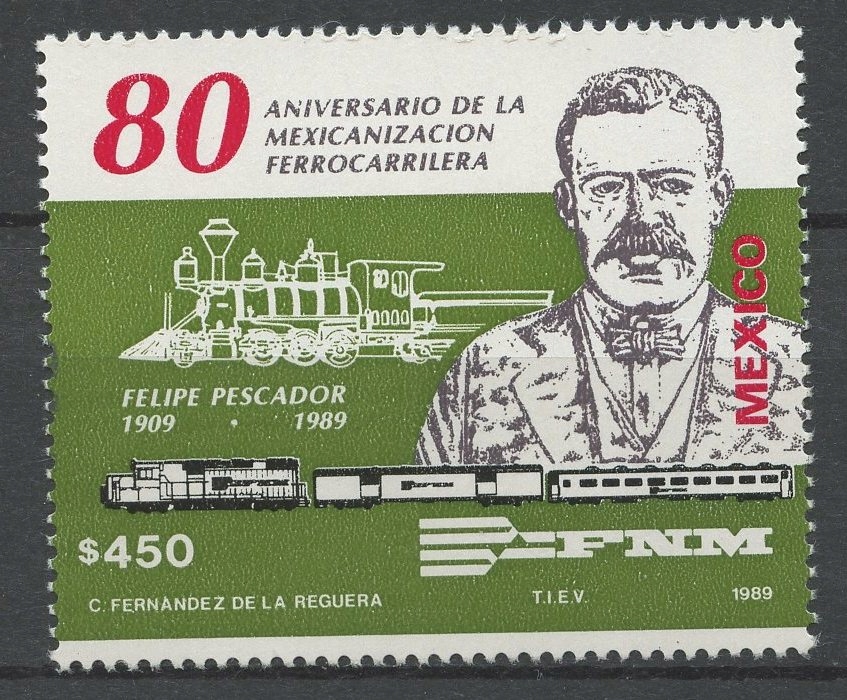 80
ANIVERSARIO DE LA
MEXICANIZACION
FERROCARRILERA
MEXICO
FELIPE PESCADOR
1909 · 1989
$450
FNM
C. FERNANDEZ DE LA REGUERA
T.I.E.V.
1989